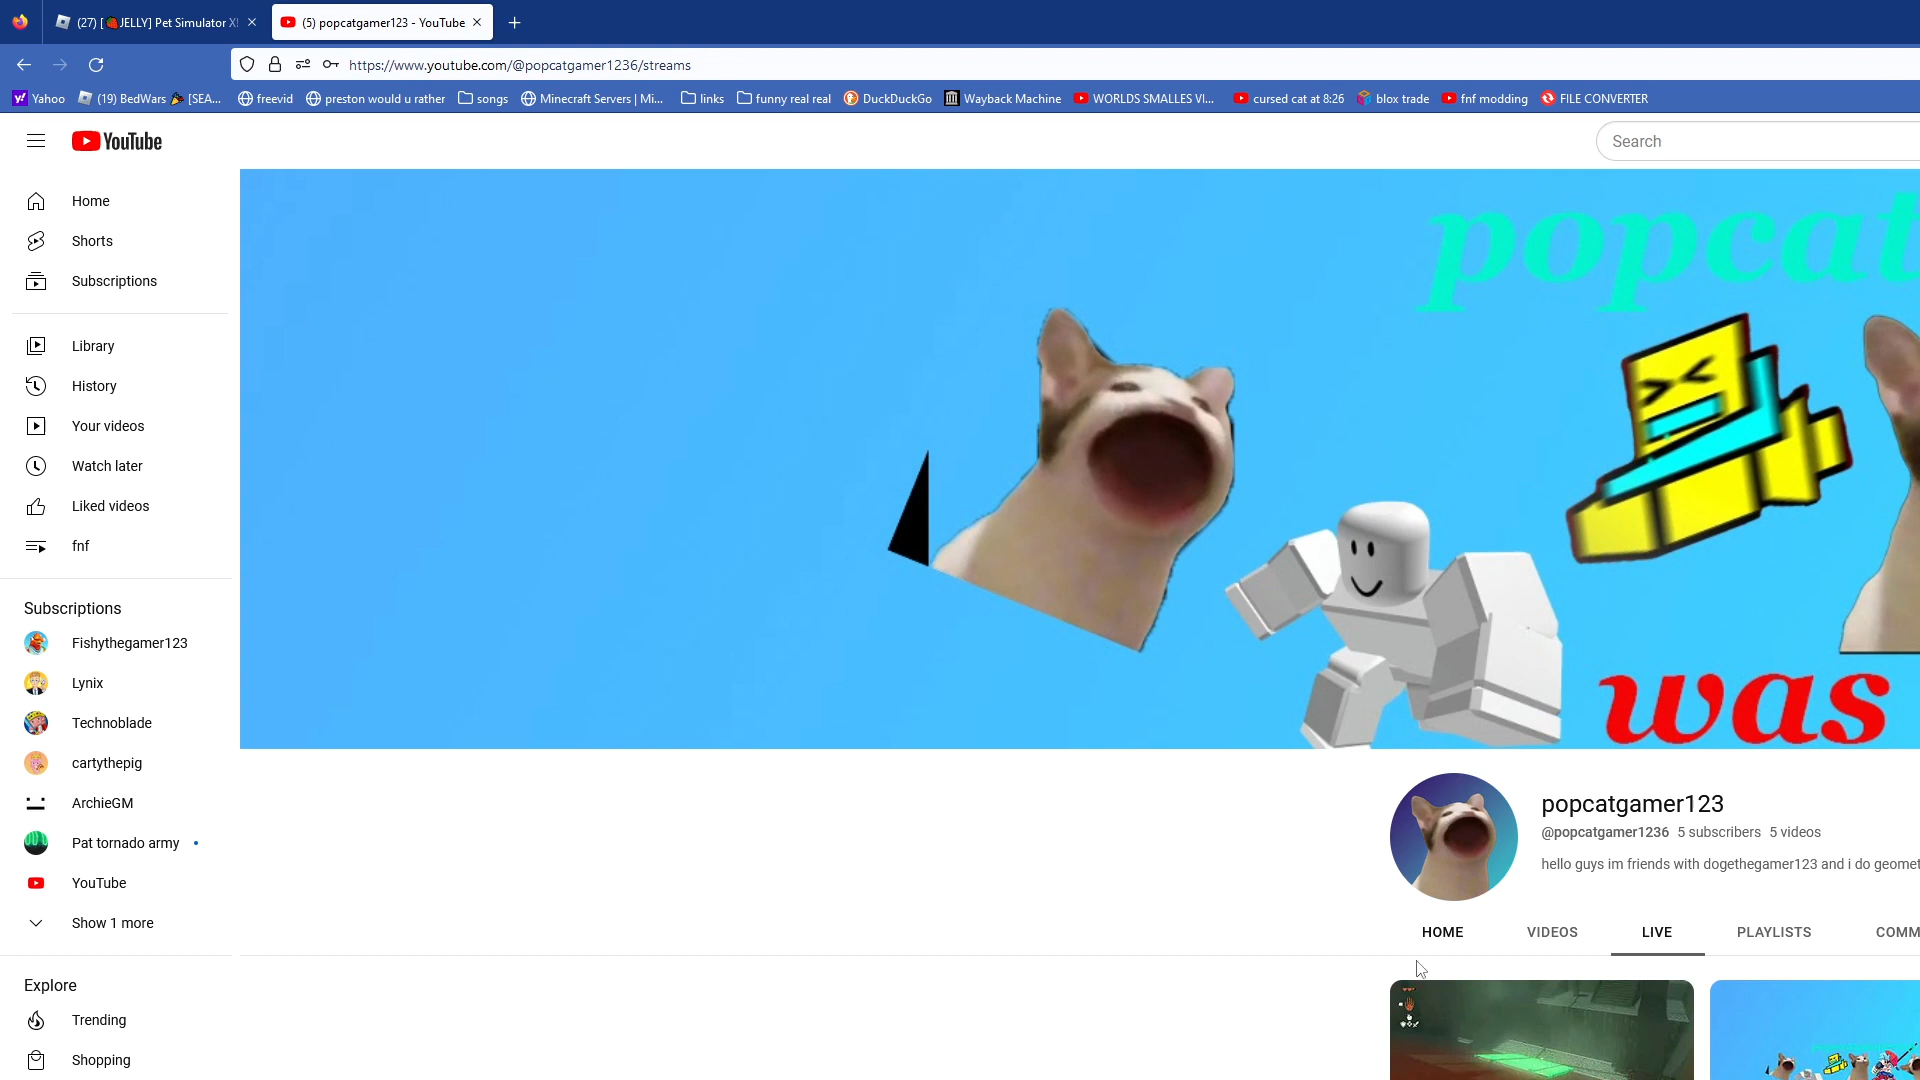 (27) [🍓JELLY] Pet Simulator X!
(5) popcatgamer123 - YouTube
https://www.youtube.com/@popcatgamer1236/streams
Yahoo (19) BedWars [SEA... freevid preston would u rather songs Minecraft Servers | Mi... links funny real real DuckDuckGo Wayback Machine WORLDS SMALLES VI... cursed cat at 8:26 blox trade fnf modding FILE CONVERTER
YouTube
Search
Home
Shorts
Subscriptions
Library
History
Your videos
Watch later
Liked videos
fnf
Subscriptions
Fishythegamer123
Lynix
Technoblade
cartythepig
ArchieGM
Pat tornado army
YouTube
Show 1 more
Explore
Trending
Shopping
popcat
was
popcatgamer123
@popcatgamer1236 5 subscribers 5 videos
hello guys im friends with dogethegamer123 and i do geomet
HOME VIDEOS LIVE PLAYLISTS COMM